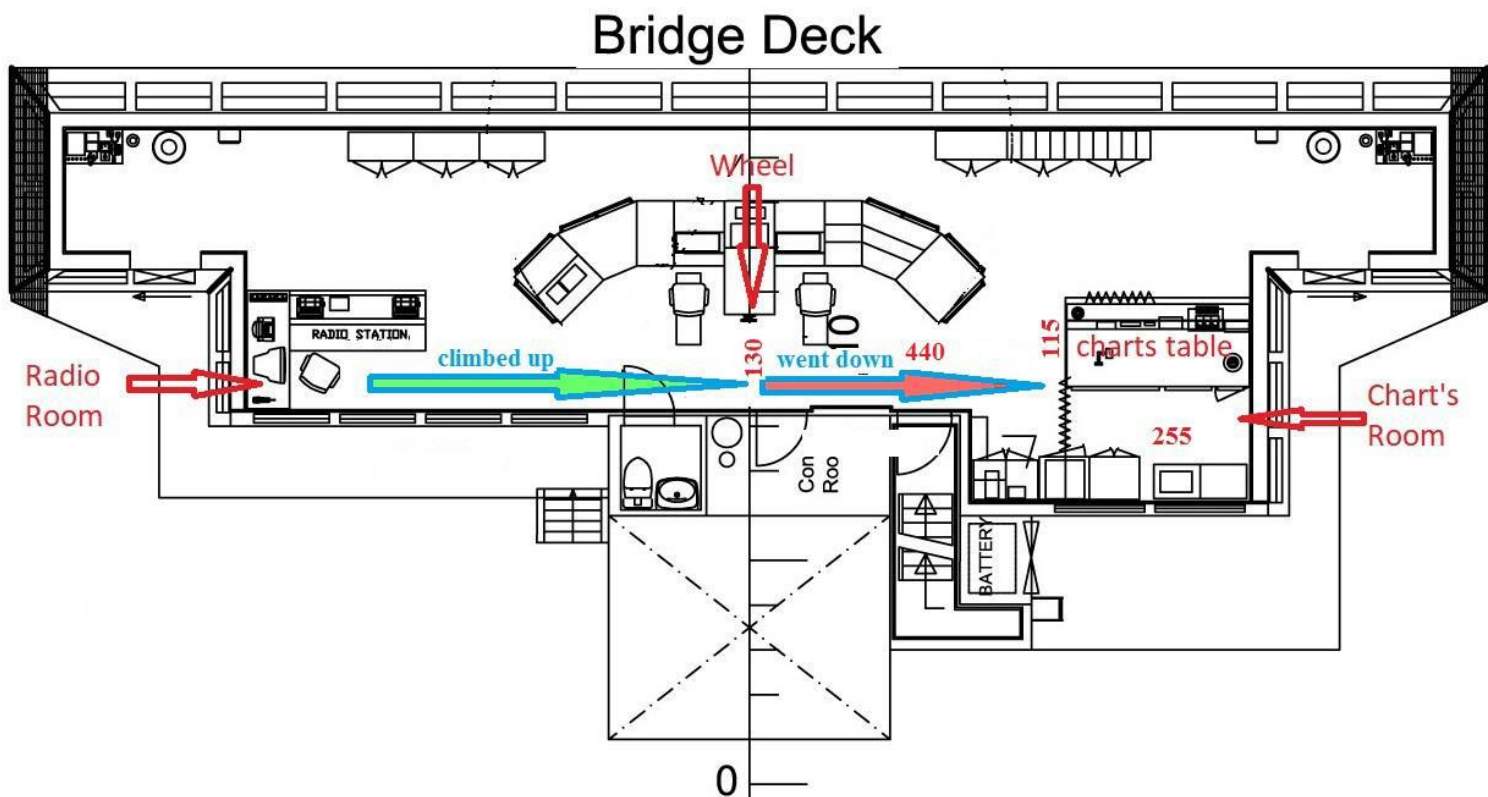 Bridge Deck
Wheel
RADIO STATION
climbed up
130
went down
440
10
115
charts table
Radio
Room
Chart's
Room
255
Con
Roo
BATTERY
0